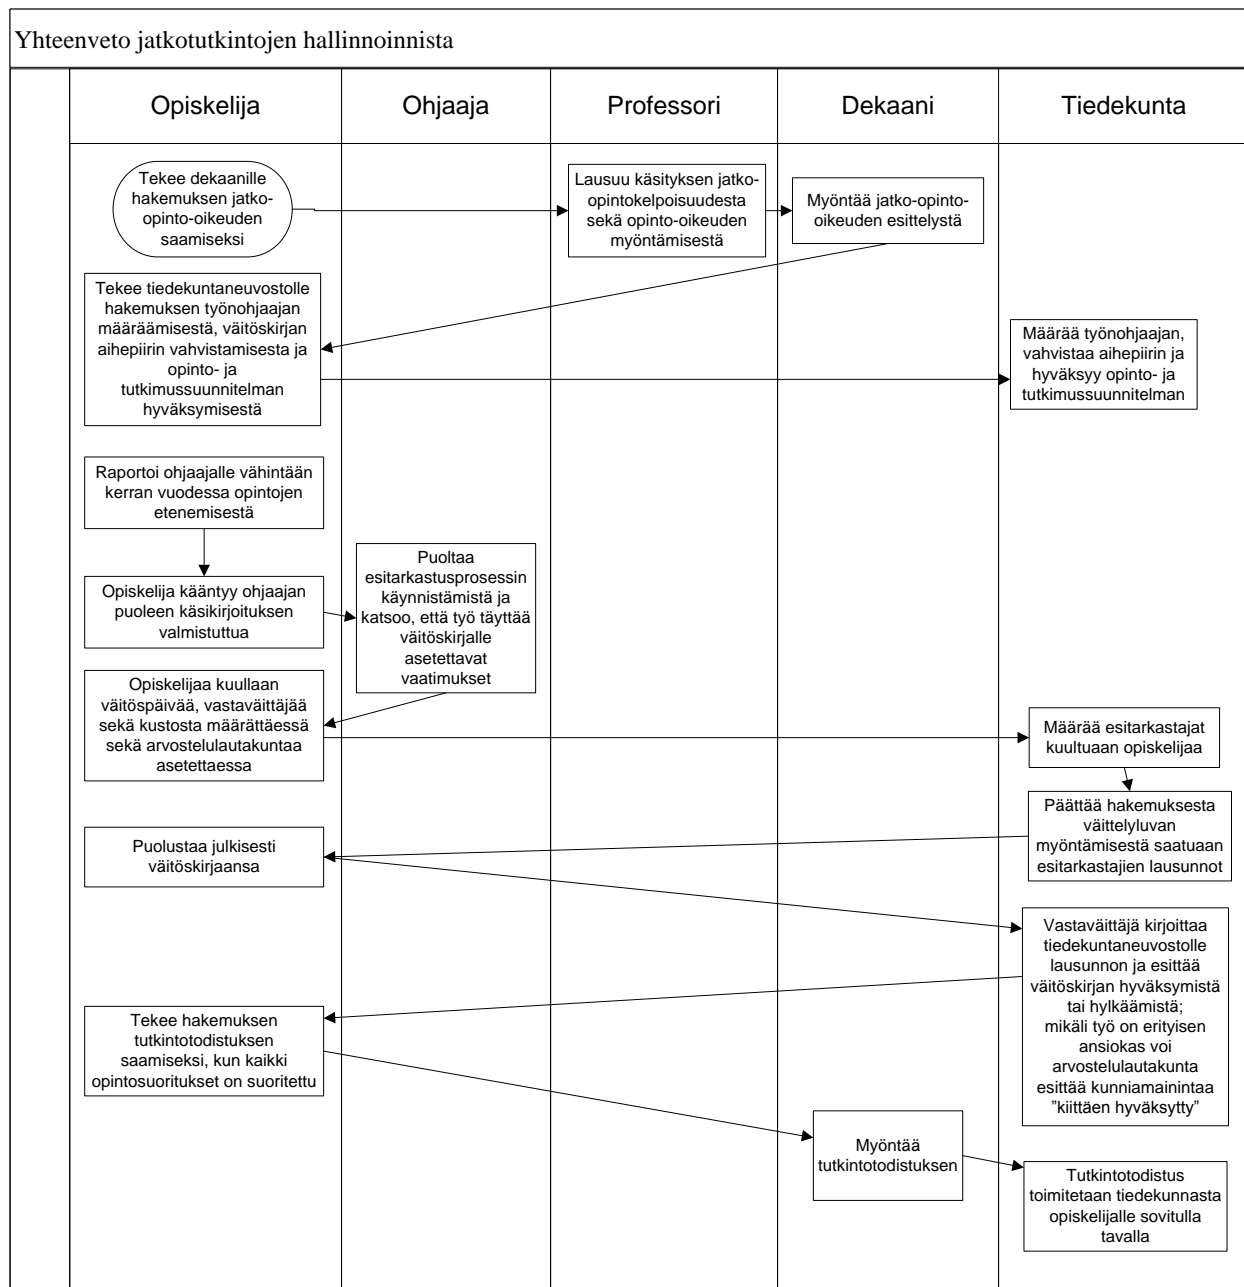 Yhteenveto jatkotutkintojen hallinnoinnista
Opiskelija
Ohjaaja
Professori
Dekaani
Tiedekunta
Tekee dekaanille
hakemuksen jatko-
opinto-oikeuden
saamiseksi
Lausuu käsityksen jatko-
opintokelpoisuudesta
sekä opinto-oikeuden
myöntämisestä
Myöntää jatko-opinto-
oikeuden esittelystä
Tekee tiedekuntaneuvostolle
hakemuksen työnohjaajan
määräämisestä, väitöskirjan
aihepiirin vahvistamisesta ja
opinto- ja
tutkimussuunnitelman
hyväksymisestä
Määrää työnohjaajan,
vahvistaa aihepiirin ja
hyväksyy opinto- ja
tutkimussuunnitelman
Raportoi ohjaajalle vähintään
kerran vuodessa opintojen
etenemisestä
Opiskelija kääntyy ohjaajan
puoleen käsikirjoituksen
valmistuttua
Puoltaa
esitarkastusprosessin
käynnistämistä ja
katsoo, että työ täyttää
väitöskirjalle
asetettavat
vaatimukset
Opiskelijaa kuullaan
väitöspäivää, vastaväittäjää
sekä kustosta määrättäessä
sekä arvostelulautakuntaa
asetettaessa
Määrää esitarkastajat
kuultuaan opiskelijaa
Päättää hakemuksesta
väittelyluvan
myöntämisestä saatuaan
esitarkastajien lausunnot
Puolustaa julkisesti
väitöskirjaansa
Vastaväittäjä kirjoittaa
tiedekuntaneuvostolle
lausunnon ja esittää
väitöskirjan hyväksymistä
tai hylkäämistä;
mikäli työ on erityisen
ansiokas voi
arvostelulautakunta
esittää kunniamainintaa
”kiittäen hyväksytty”
Tekee hakemuksen
tutkintotodistuksen
saamiseksi, kun kaikki
opintosuoritukset on suoritettu
Myöntää
tutkintotodistuksen
Tutkintotodistus
toimitetaan tiedekunnasta
opiskelijalle sovitulla
tavalla